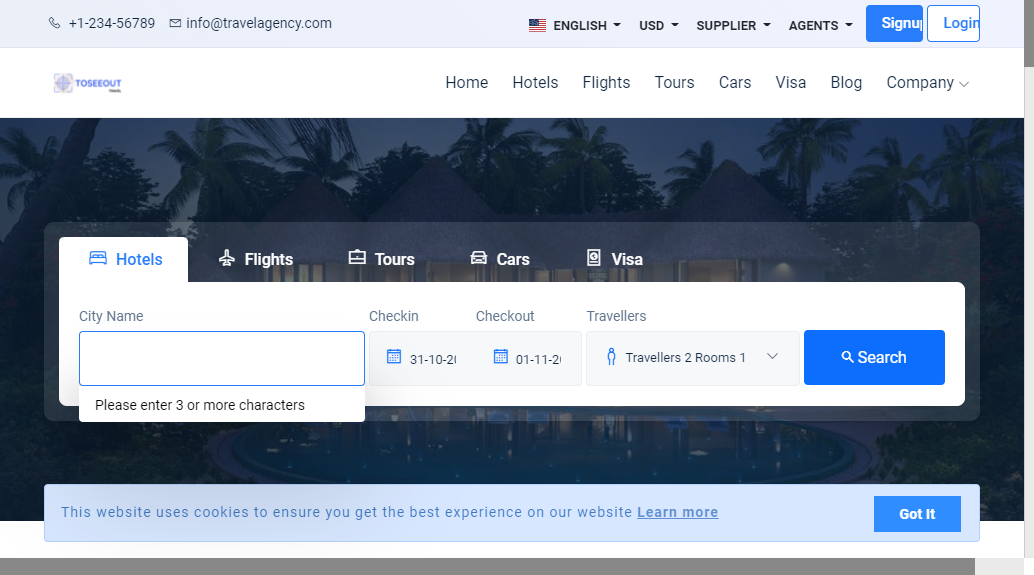 +1-234-56789 info@travelagency.com ENGLISH USD SUPPLIER AGENTS Signup Login
TOSEEOUT
Home Hotels Flights Tours Cars Visa Blog Company
Hotels Flights Tours Cars Visa
City Name Checkin Checkout Travellers
31-10-20 01-11-20 Travellers 2 Rooms 1 Search
Please enter 3 or more characters
This website uses cookies to ensure you get the best experience on our website Learn more Got It